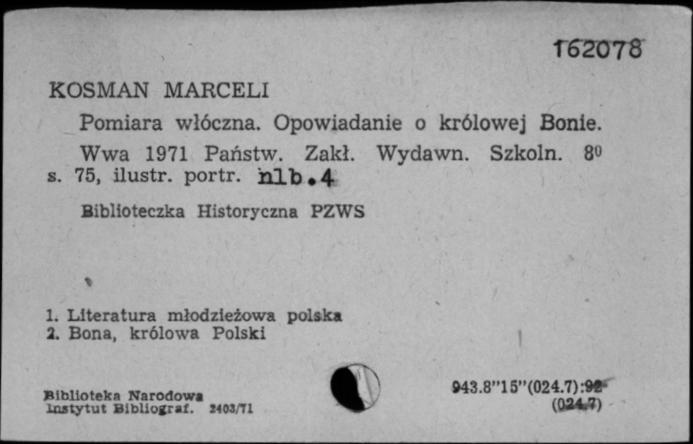 162078
KOSMAN MARCELI
Pomiara włóczna. Opowiadanie o królowej Bonie.
Wwa 1971 Państw. Zakł. Wydawn. Szkoln. 8⁰
s. 75, ilustr. portr. nlb.4
Biblioteczka Historyczna PZWS
1. Literatura młodzieżowa polska
2. Bona, królowa Polski
Biblioteka Narodowa
Instytut Bibliograf. 2403/71
943.8"15"(024.7):92-
(024.7)